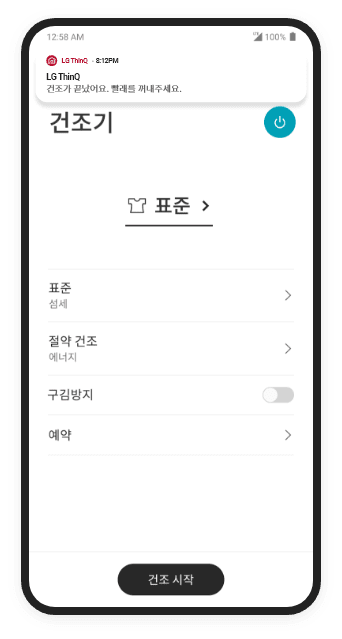 12:58 AM 100%
LG ThinQ · 8:12PM
LG ThinQ
건조가 끝났어요. 빨래를 꺼내주세요.
건조기
표준
표준
섬세
절약 건조
에너지
구김방지
예약
건조 시작